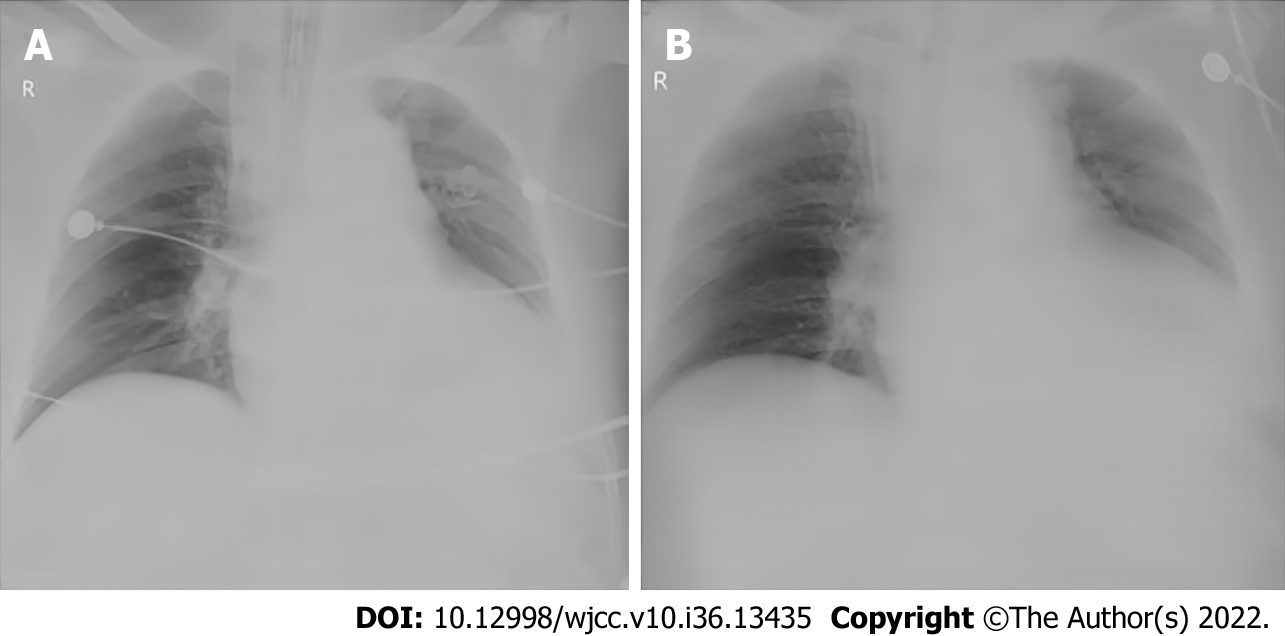 A
R
B
R
DOI: 10.12998/wjcc.v10.i36.13435 Copyright ©The Author(s) 2022.